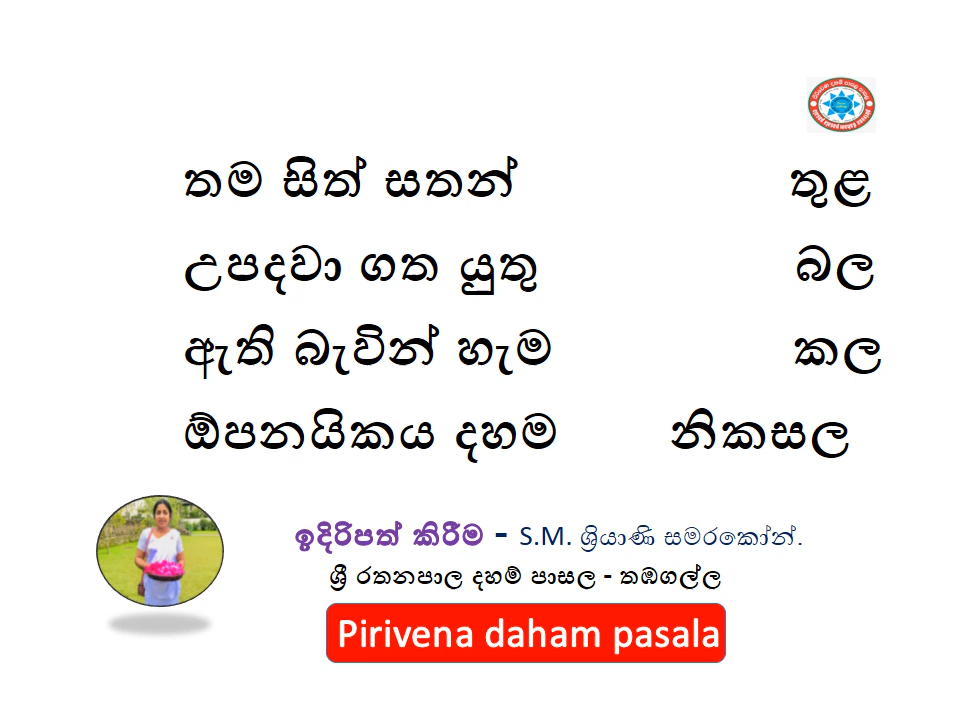 තම සිත් සතන් තුළ
උපදවා ගත යුතු බල
ඇති බැවින් හැම කල
ඕපනයිකය දහම නිකසල
ඉදිරිපත් කිරීම - S.M. ශ්‍රියාණි සමරකෝන්.
ශ්‍රී රතනපාල දහම් පාසල - තඹගල්ල
Pirivena daham pasala